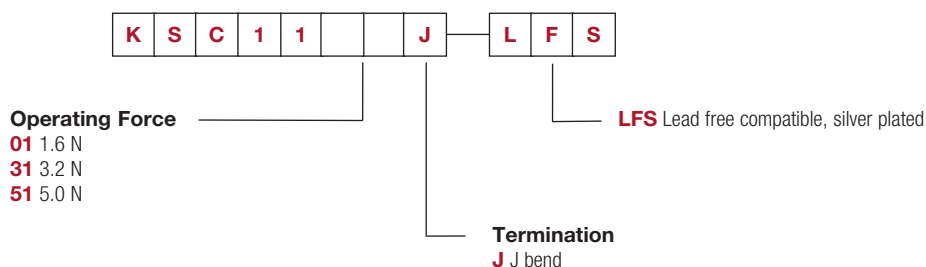 K S C 1 1 J L F S
Operating Force
01 1.6 N
31 3.2 N
51 5.0 N
LFS Lead free compatible, silver plated
Termination
J J bend